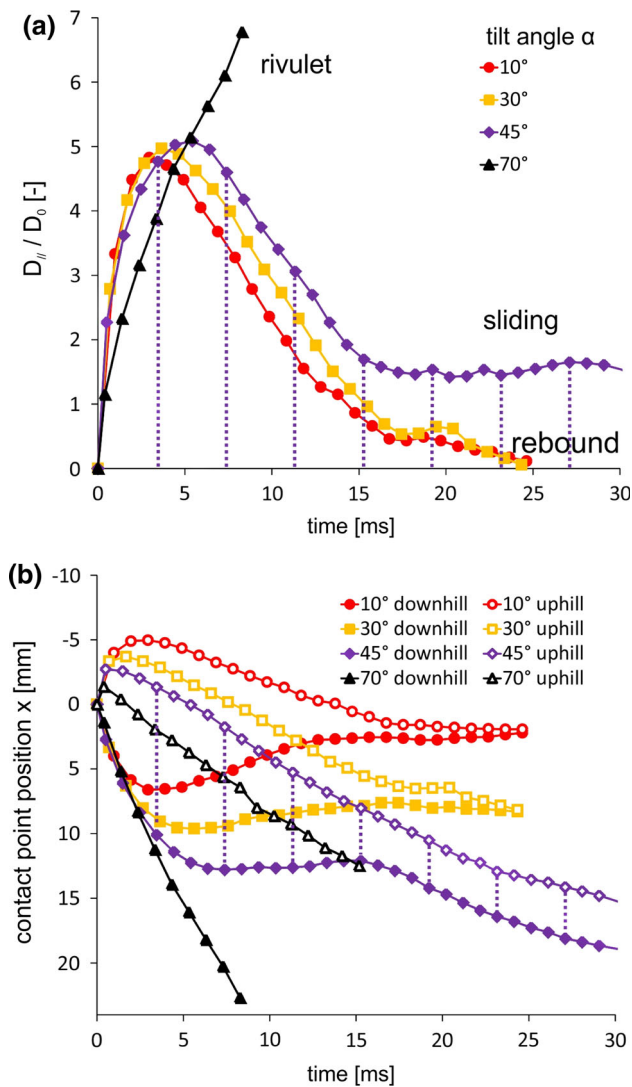 (a)
7
6
5
4
3
2
1
0
D// / D0 [-]
rivulet
tilt angle α
10°
30°
45°
70°
sliding
rebound
0 5 10 15 20 25 30
time [ms]
(b)
-10
-5
0
5
10
15
20
contact point position x [mm]
10° downhill 10° uphill
30° downhill 30° uphill
45° downhill 45° uphill
70° downhill 70° uphill
0 5 10 15 20 25 30
time [ms]